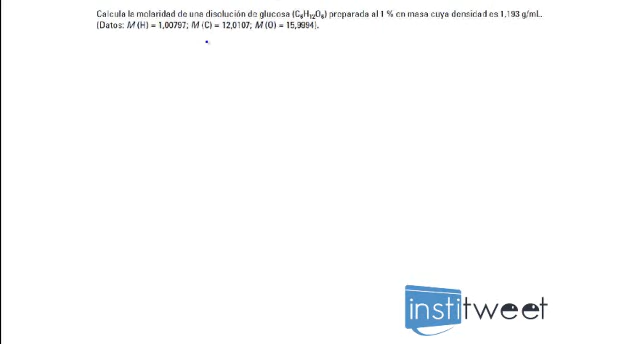 Calcula la molaridad de una disolución de glucosa (C₆H₁₂O₆) preparada al 1 % en masa cuya densidad es 1,193 g/mL.
(Datos: M (H) = 1,00797; M (C) = 12,0107; M (O) = 15,9994).
institweet